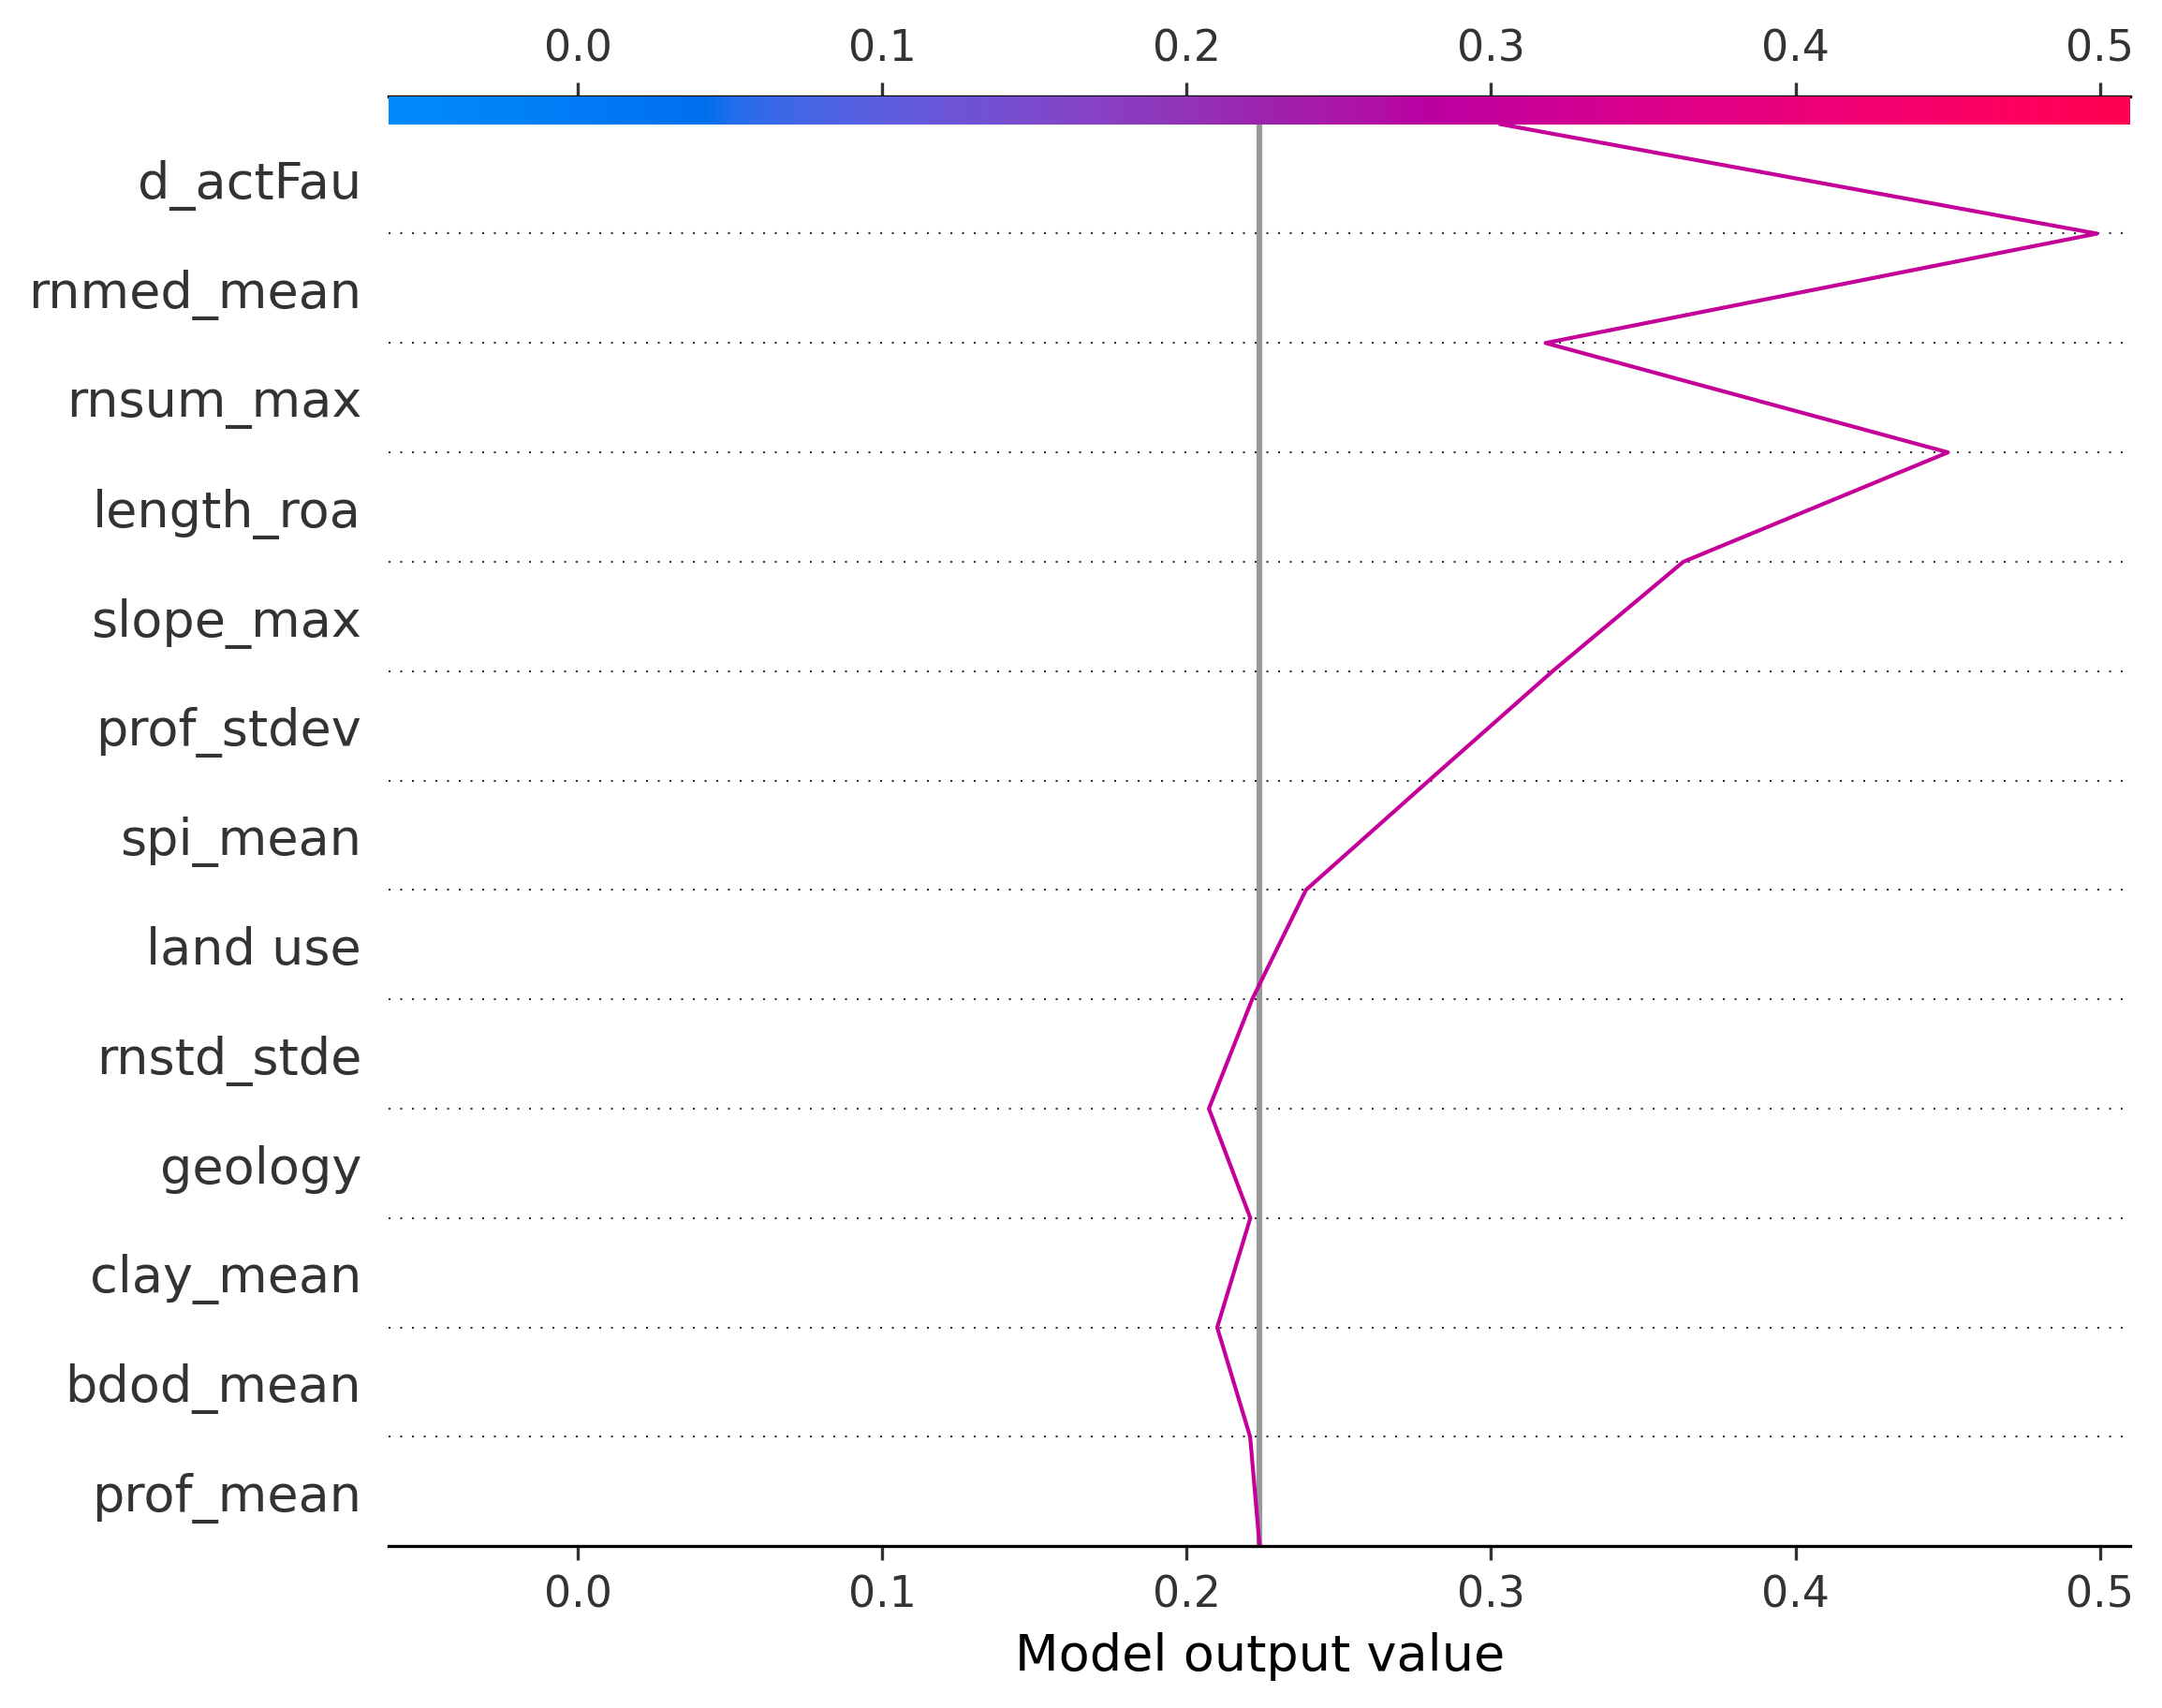 0.0 0.1 0.2 0.3 0.4 0.5
d_actFau
rnmed_mean
rnsum_max
length_roa
slope_max
prof_stdev
spi_mean
land use
rnstd_stde
geology
clay_mean
bdod_mean
prof_mean
0.0 0.1 0.2 0.3 0.4 0.5
Model output value